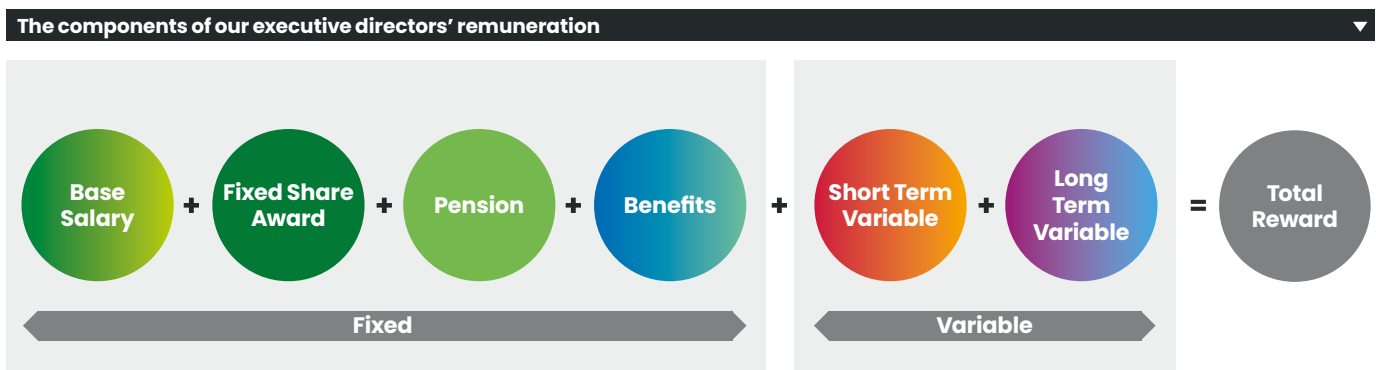 The components of our executive directors’ remuneration
Base
Salary
+
Fixed Share
Award
+
Pension
+
Benefits
+
Short Term
Variable
+
Long
Term
Variable
=
Total
Reward
Fixed
Variable